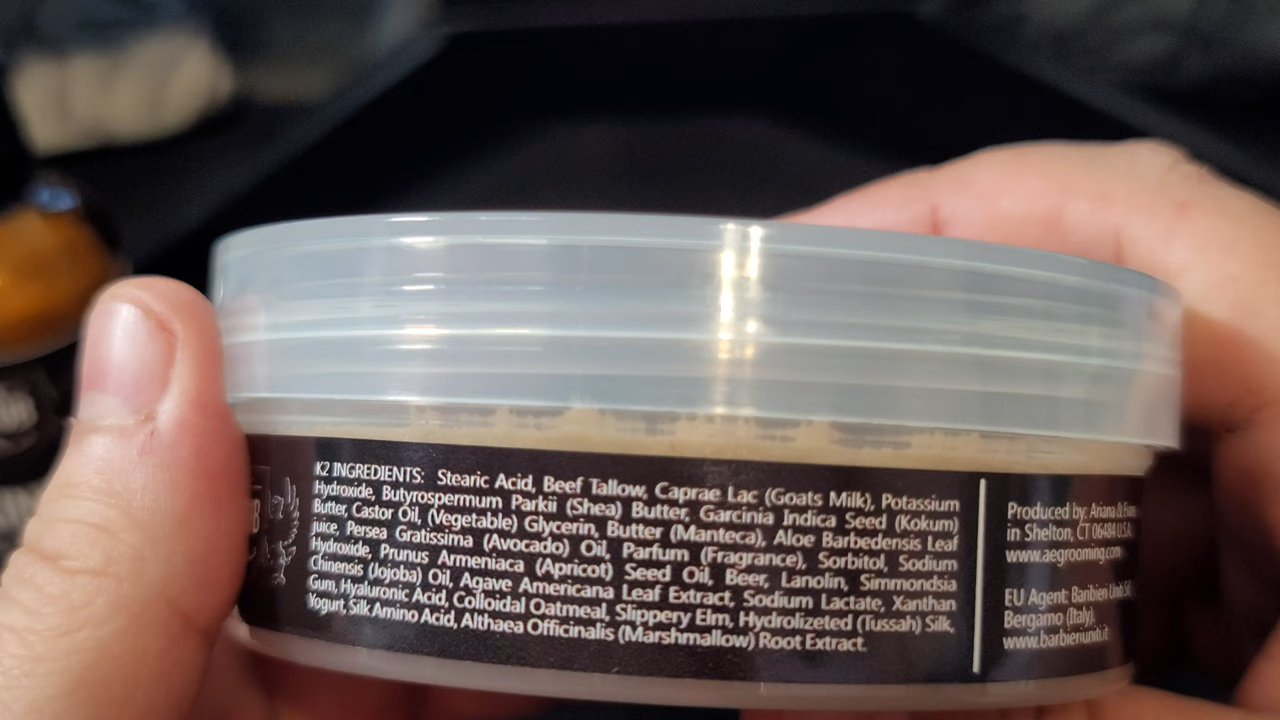 K2 INGREDIENTS: Stearic Acid, Beef Tallow, Caprae Lac (Goats Milk), Potassium
Hydroxide, Butyrospermum Parkii (Shea) Butter, Garcinia Indica Seed (Kokum)
Butter, Castor Oil, (Vegetable) Glycerin, Butter (Manteca), Aloe Barbedensis Leaf
juice, Persea Gratissima (Avocado) Oil, Parfum (Fragrance), Sorbitol, Sodium
Hydroxide, Prunus Armeniaca (Apricot) Seed Oil, Beer, Lanolin, Simmondsia
Chinensis (Jojoba) Oil, Agave Americana Leaf Extract, Sodium Lactate, Xanthan
Gum, Hyaluronic Acid, Colloidal Oatmeal, Slippery Elm, Hydrolizeted (Tussah) Silk,
Yogurt, Silk Amino Acid, Althaea Officinalis (Marshmallow) Root Extract.
Produced by: Ariana &
in Shelton, CT 06484 U.S.A.
www.aegrooming.com
EU Agent: Baribien
Bergamo (Italy),
www.barbieriuniti.it